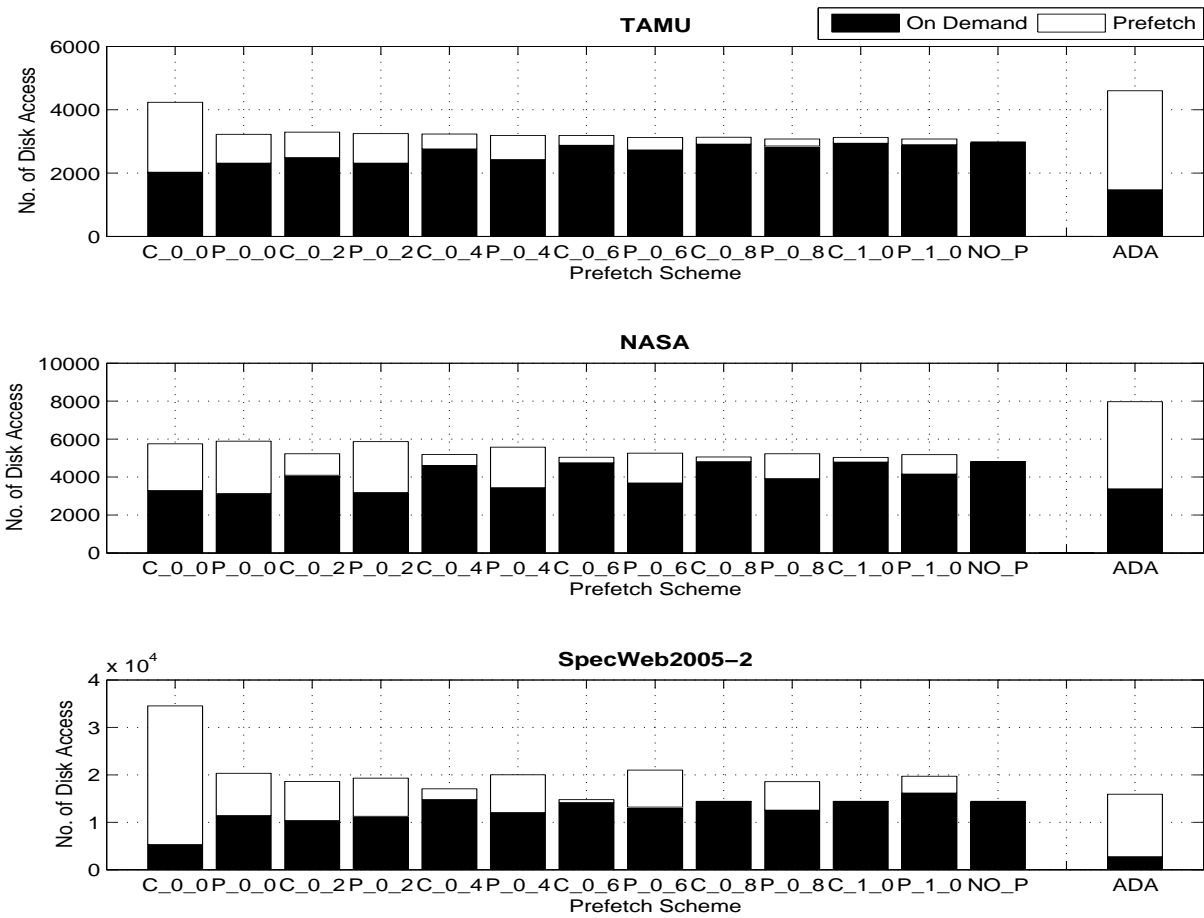 TAMU
On Demand Prefetch
6000
4000
2000
0
No. of Disk Access
C_0_0 P_0_0 C_0_2 P_0_2 C_0_4 P_0_4 C_0_6 P_0_6 C_0_8 P_0_8 C_1_0 P_1_0 NO_P ADA
Prefetch Scheme
NASA
10000
8000
6000
4000
2000
0
No. of Disk Access
C_0_0 P_0_0 C_0_2 P_0_2 C_0_4 P_0_4 C_0_6 P_0_6 C_0_8 P_0_8 C_1_0 P_1_0 NO_P ADA
Prefetch Scheme
SpecWeb2005−2
x 10⁴
4
3
2
1
0
No. of Disk Access
C_0_0 P_0_0 C_0_2 P_0_2 C_0_4 P_0_4 C_0_6 P_0_6 C_0_8 P_0_8 C_1_0 P_1_0 NO_P ADA
Prefetch Scheme